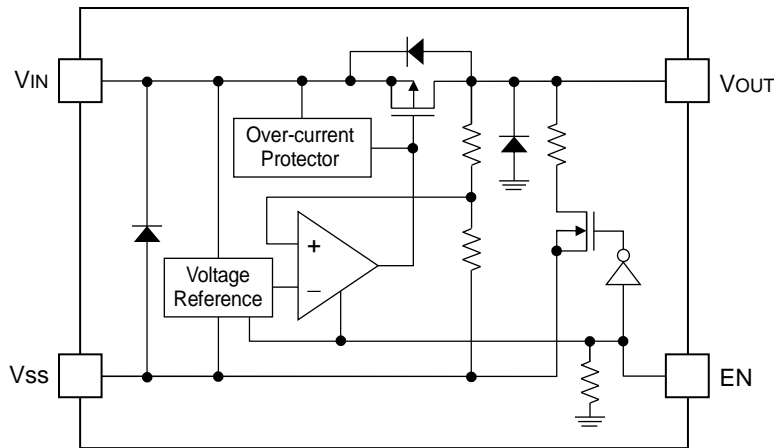 VIN
VOUT
Over-current
Protector
+
Voltage
Reference
−
VSS
EN